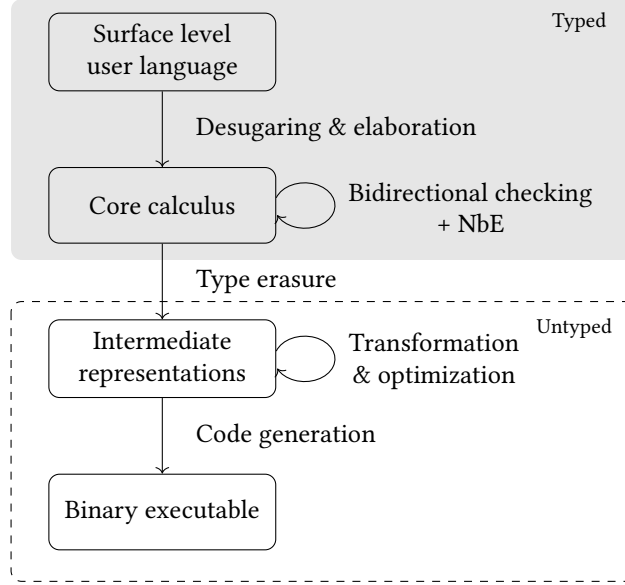 Typed
Surface level
user language
Desugaring & elaboration
Core calculus
Bidirectional checking
+ NbE
Type erasure
Untyped
Intermediate
representations
Transformation
& optimization
Code generation
Binary executable